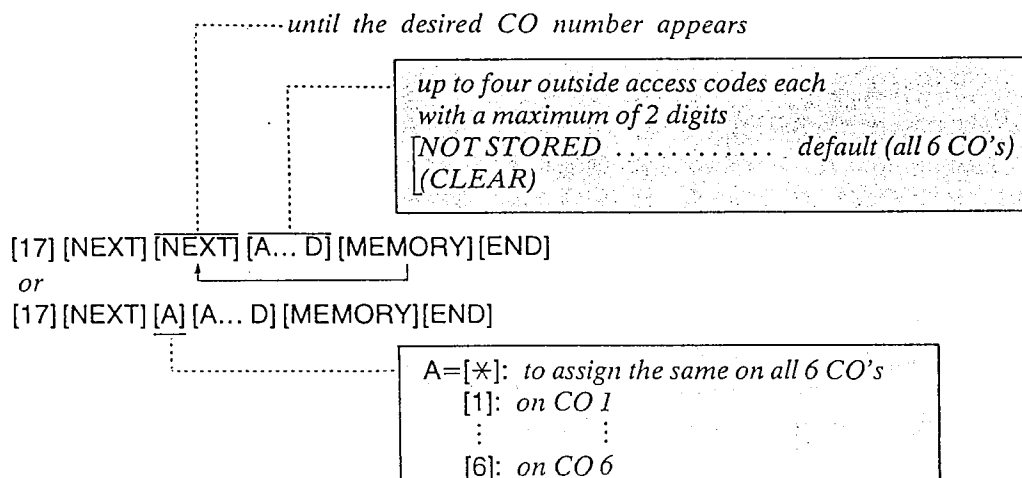 until the desired CO number appears
up to four outside access codes each
with a maximum of 2 digits
NOT STORED ............ default (all 6 CO's)
(CLEAR)
[17] [NEXT] [NEXT] [A... D] [MEMORY] [END]
or
[17] [NEXT] [A] [A... D] [MEMORY] [END]
A=[*]: to assign the same on all 6 CO's
[1]: on CO 1
[6]: on CO 6